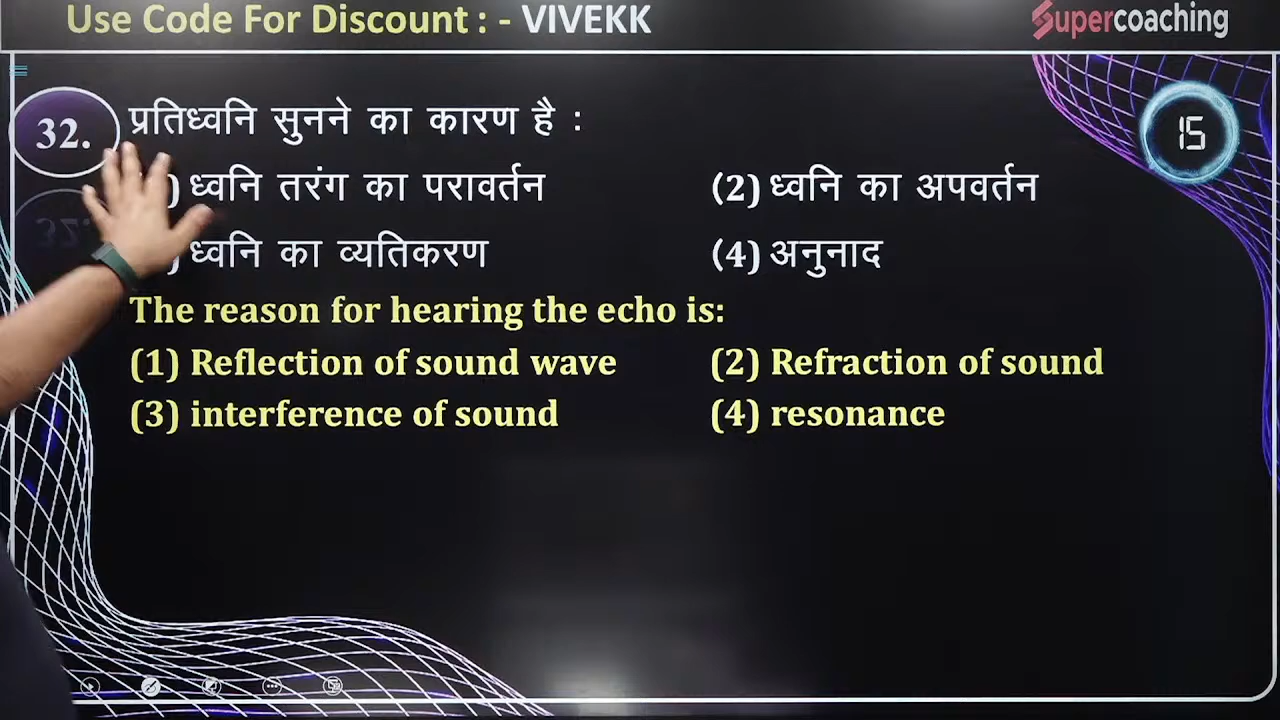 Use Code For Discount : - VIVEKK
Supercoaching
15
32. प्रतिध्वनि सुनने का कारण है :
) ध्वनि तरंग का परावर्तन (2) ध्वनि का अपवर्तन
) ध्वनि का व्यतिकरण (4) अनुनाद
The reason for hearing the echo is:
(1) Reflection of sound wave (2) Refraction of sound
(3) interference of sound (4) resonance